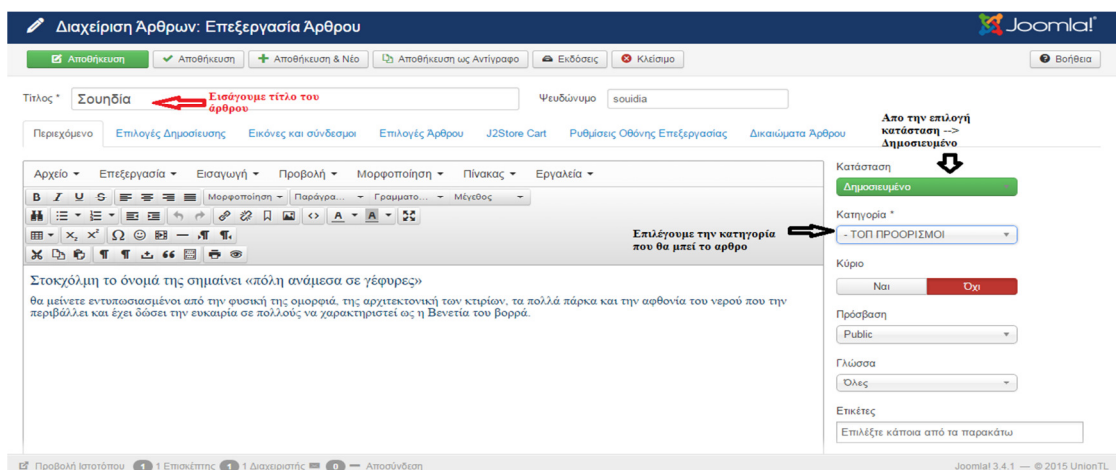 Διαχείριση Άρθρων: Επεξεργασία Άρθρου
Joomla!
Αποθήκευση Αποθήκευση Αποθήκευση & Νέο Αποθήκευση ως Αντίγραφο Εκδόσεις Κλείσιμο Βοήθεια
Τίτλος * Σουηδία
Εισάγουμε τίτλο του
άρθρου
Ψευδώνυμο souidia
Περιεχόμενο Επιλογές Δημοσίευσης Εικόνες και σύνδεσμοι Επιλογές Άρθρου J2Store Cart Ρυθμίσεις Οθόνης Επεξεργασίας Δικαιώματα Άρθρου
Απο την επιλογή
κατάσταση -->
Δημοσιευμένο
Αρχείο Επεξεργασία Εισαγωγή Προβολή Μορφοποίηση Πίνακας Εργαλεία
Μορφοποίηση Παράγρα... Γραμματο... Μέγεθος
Στοκχόλμη το όνομά της σημαίνει «πόλη ανάμεσα σε γέφυρες»
θα μείνετε εντυπωσιασμένοι από την φυσική της ομορφιά, της αρχιτεκτονική των κτιρίων, τα πολλά πάρκα και την αφθονία του νερού που την
περιβάλλει και έχει δώσει την ευκαιρία σε πολλούς να χαρακτηριστεί ως η Βενετία του βορρά.
Επιλέγουμε την κατηγορία
που θα μπεί το αρθρο
Κατάσταση
Δημοσιευμένο
Κατηγορία *
- ΤΟΠ ΠΡΟΟΡΙΣΜΟΙ
Κύριο
Ναι Όχι
Πρόσβαση
Public
Γλώσσα
Όλες
Ετικέτες
Επιλέξτε κάποια από τα παρακάτω
Προβολή Ιστοτόπου 1 1 Επισκέπτης 1 1 Διαχειριστής 0 Αποσύνδεση
Joomla! 3.4.1 — © 2015 UnionTL